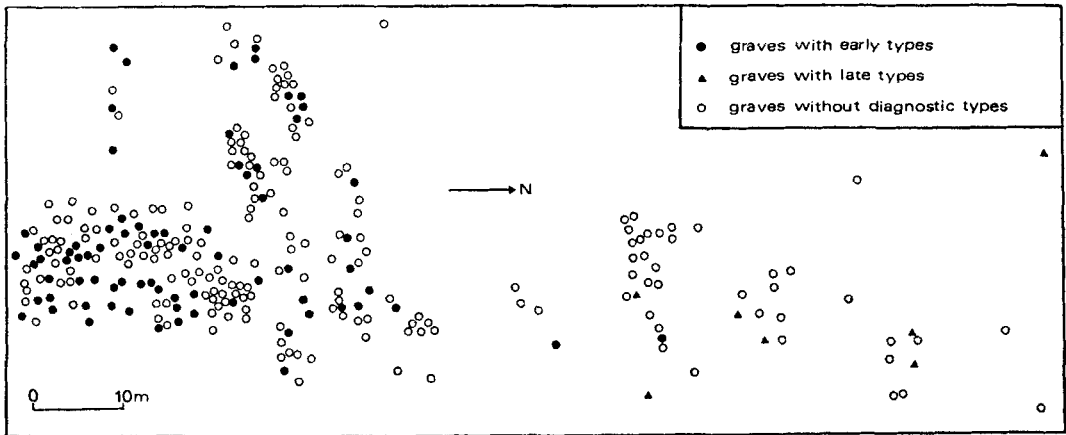 graves with early types
graves with late types
graves without diagnostic types
N
0 10m